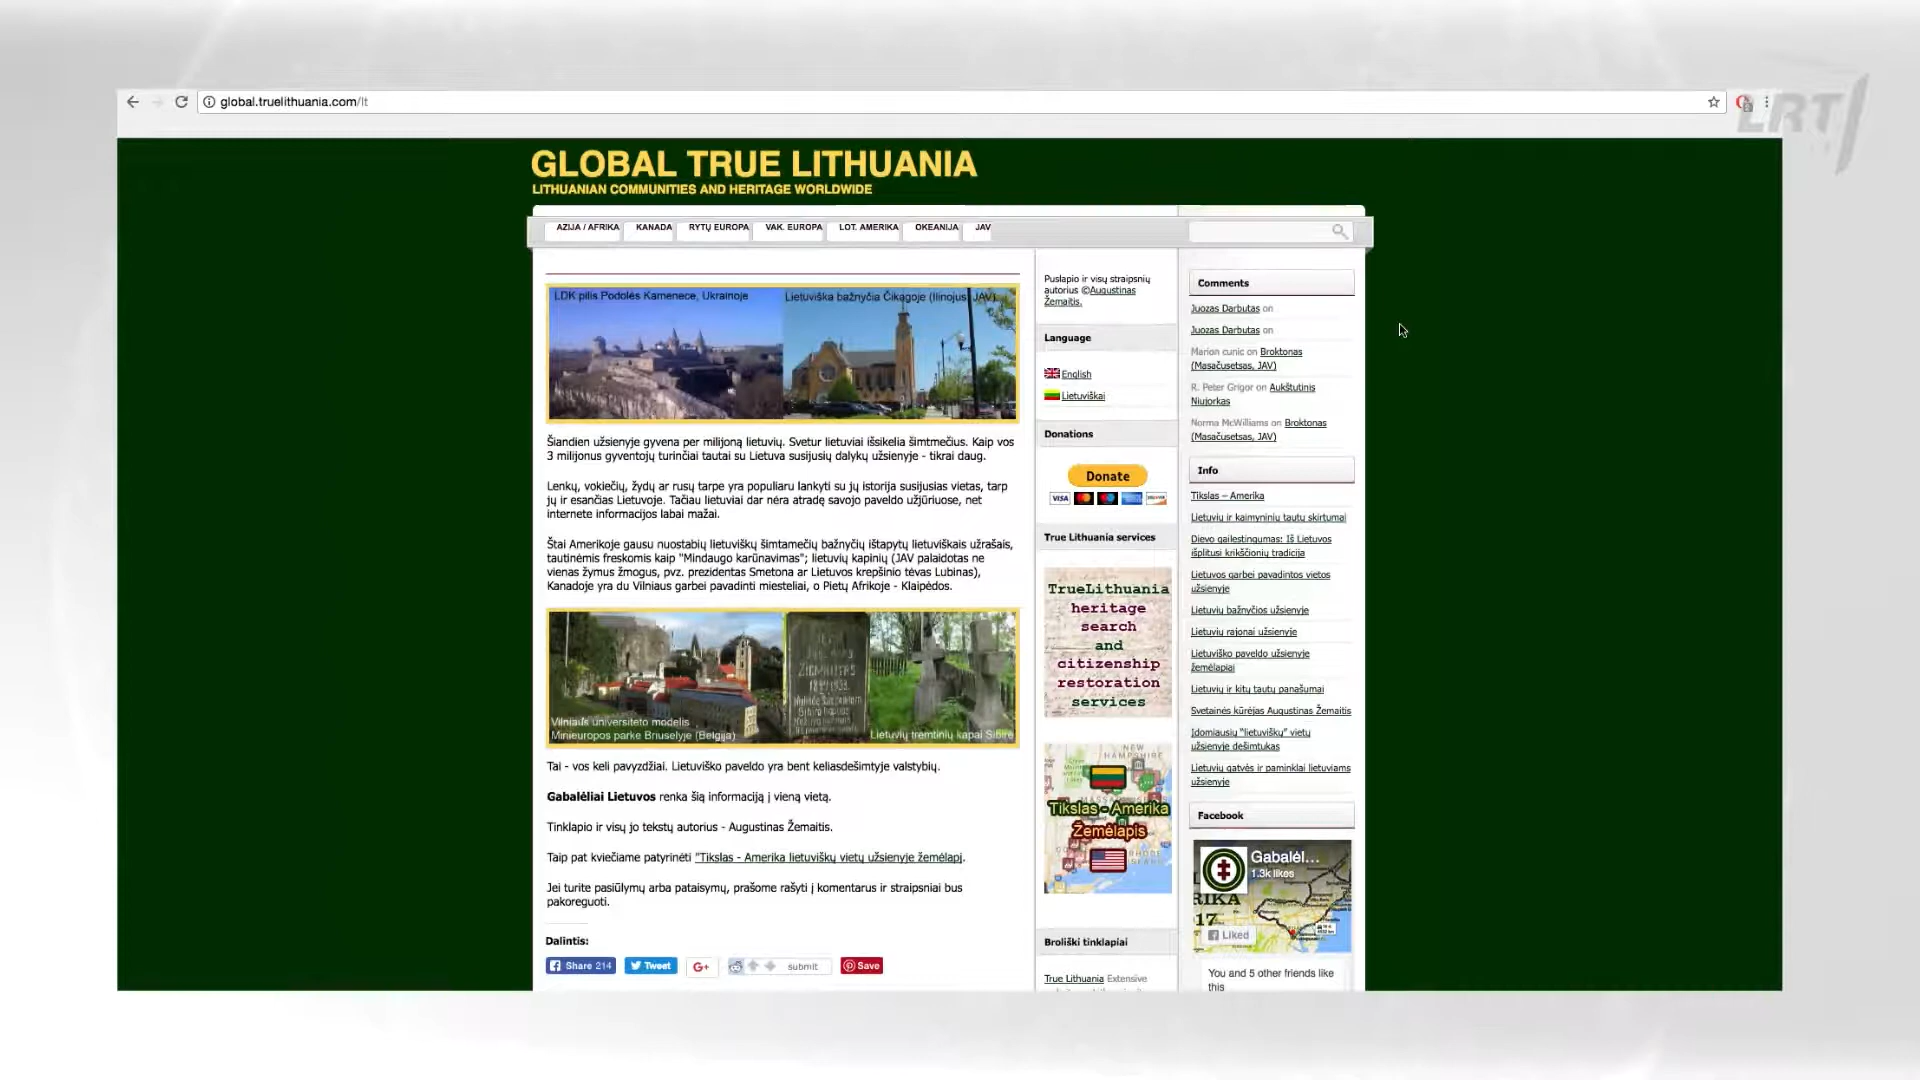 global.truelithuania.com/lt
LRT
GLOBAL TRUE LITHUANIA
LITHUANIAN COMMUNITIES AND HERITAGE WORLDWIDE
AZIJA / AFRIKA KANADA RYTŲ EUROPA VAK. EUROPA LOT. AMERIKA OKEANIJA JAV
LDK pilis Podolės Kamenece, Ukrainoje
Lietuviška bažnyčia Čikagoje (Ilinojus, JAV)
Šiandien užsienyje gyvena per milijoną lietuvių. Svetur lietuviai išsikelia šimtmečius. Kaip vos
3 milijonus gyventojų turinčiai tautai su Lietuva susijusių dalykų užsienyje - tikrai daug.
Lenkų, vokiečių, žydų ar rusų tarpe yra populiaru lankyti su jų istorija susijusias vietas, tarp
jų ir esančias Lietuvoje. Tačiau lietuviai dar nėra atradę savojo paveldo užjūriuose, net
internete informacijos labai mažai.
Štai Amerikoje gausu nuostabių lietuviškų šimtamečių bažnyčių ištapytų lietuviškais užrašais,
tautinėmis freskomis kaip "Mindaugo karūnavimas"; lietuvių kapinių (JAV palaidotas ne
vienas žymus žmogus, pvz. prezidentas Smetona ar Lietuvos krepšinio tėvas Lubinas),
Kanadoje yra du Vilniaus garbei pavadinti miesteliai, o Pietų Afrikoje - Klaipėdos.
Vilniaus universiteto modelis
Minieuropos parke Briuselyje (Belgija)
Lietuvių tremtinių kapai Sibire
Tai - vos keli pavyzdžiai. Lietuviško paveldo yra bent keliasdešimtyje valstybių.
Gabalėliai Lietuvos renka šią informaciją į vieną vietą.
Tinklapio ir visų jo tekstų autorius - Augustinas Žemaitis.
Taip pat kviečiame patyrinėti "Tikslas - Amerika lietuviškų vietų užsienyje žemėlapį.
Jei turite pasiūlymų arba pataisymų, prašome rašyti į komentarus ir straipsniai bus
pakoreguoti.
Dalintis:
Share 214 Tweet G+ submit Save
Puslapio ir visų straipsnių
autorius ©Augustinas
Žemaitis.
Language
English
Lietuviškai
Donations
Donate
VISA
True Lithuania services
TrueLithuania
heritage
search
and
citizenship
restoration
services
NEW
HAMPSHIRE
Tikslas - Amerika
Žemėlapis
Broliški tinklapiai
True Lithuania Extensive
Comments
Juozas Darbutas on
Juozas Darbutas on
Marion cunic on Broktonas
(Masačusetsas, JAV)
R. Peter Grigor on Aukštutinis
Niujorkas
Norma McWilliams on Broktonas
(Masačusetsas, JAV)
Info
Tikslas – Amerika
Lietuvių ir kaimyninių tautų skirtumai
Dievo gailestingumas: Iš Lietuvos
išplitusi krikščionių tradicija
Lietuvos garbei pavadintos vietos
užsienyje
Lietuvių bažnyčios užsienyje
Lietuvių rajonai užsienyje
Lietuviško paveldo užsienyje
žemėlapiai
Lietuvių ir kitų tautų panašumai
Svetainės kūrėjas Augustinas Žemaitis
Įdomiausių "lietuviškų" vietų
užsienyje dešimtukas
Lietuvių gatvės ir paminklai lietuviams
užsienyje
Facebook
Gabalėl...
1.3k likes
RIKA
17
Liked
You and 5 other friends like
this